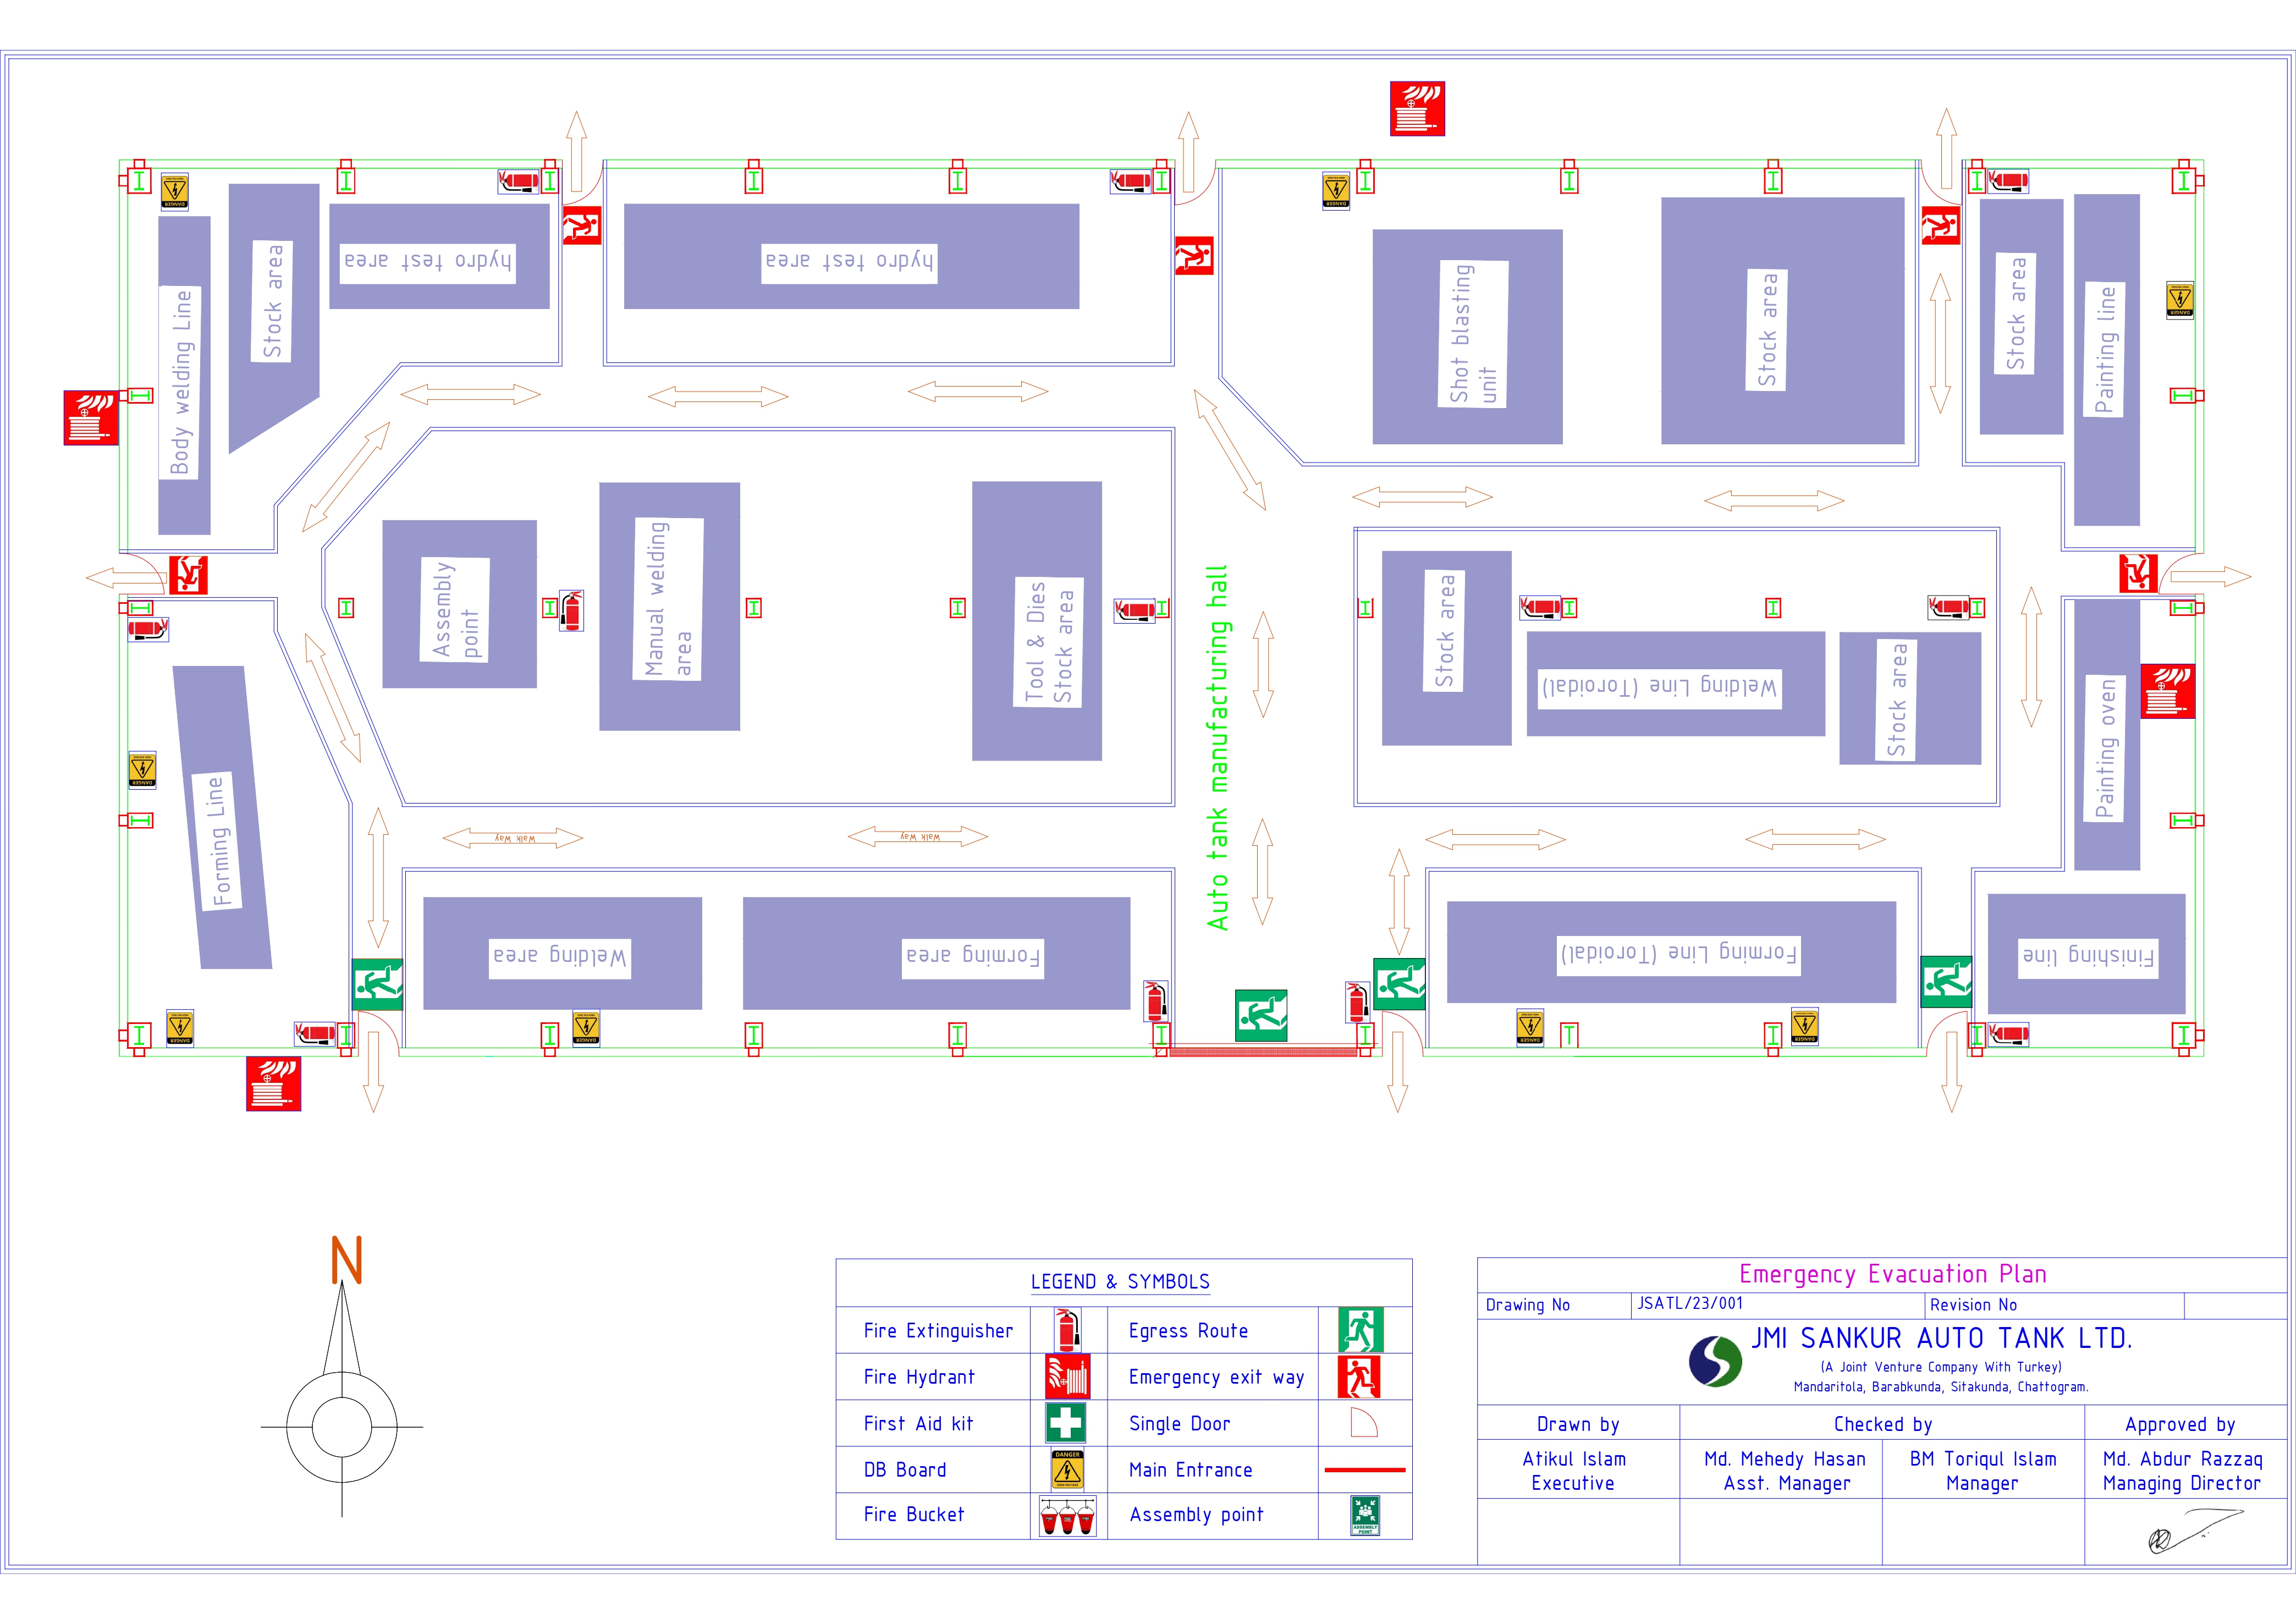 hydro test area
hydro test area
Body welding Line
Stock area
Shot blasting
unit
Stock area
Stock area
Painting line
Assembly
point
Manual welding
area
Tool & Dies
Stock area
Auto tank manufacturing hall
Stock area
Welding Line (Toroidal)
Stock area
Painting oven
Forming Line
Walk Way
Walk Way
Welding area
Forming area
Forming Line (Toroidal)
Finishing line
N
LEGEND & SYMBOLS
Fire Extinguisher
Egress Route
Fire Hydrant
Emergency exit way
First Aid kit
Single Door
DB Board
DANGER
Main Entrance
Fire Bucket
Assembly point
ASSEMBLY
POINT
Emergency Evacuation Plan
Drawing No
JSATL/23/001
Revision No
JMI SANKUR AUTO TANK LTD.
(A Joint Venture Company With Turkey)
Mandaritola, Barabkunda, Sitakunda, Chattogram.
Drawn by
Checked by
Approved by
Atikul Islam
Executive
Md. Mehedy Hasan
Asst. Manager
BM Toriqul Islam
Manager
Md. Abdur Razzaq
Managing Director